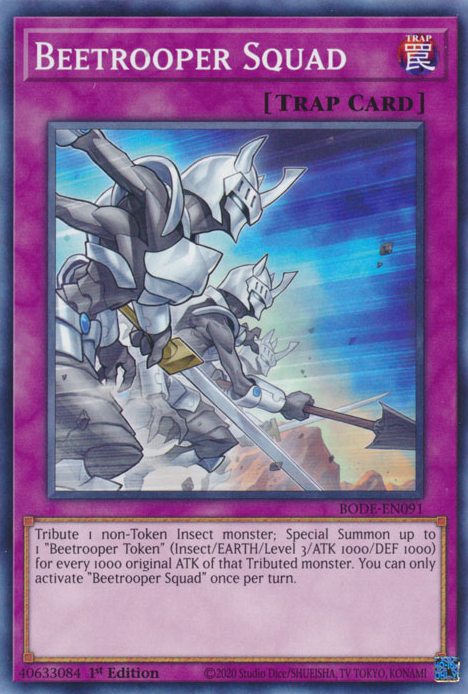 BEETROOPER SQUAD
TRAP
罠
[TRAP CARD]
BODE-EN091
Tribute 1 non-Token Insect monster; Special Summon up to
1 "Beetrooper Token" (Insect/EARTH/Level 3/ATK 1000/DEF 1000)
for every 1000 original ATK of that Tributed monster. You can only
activate "Beetrooper Squad" once per turn.
40633084 1st Edition ©2020 Studio Dice/SHUEISHA, TV TOKYO, KONAMI